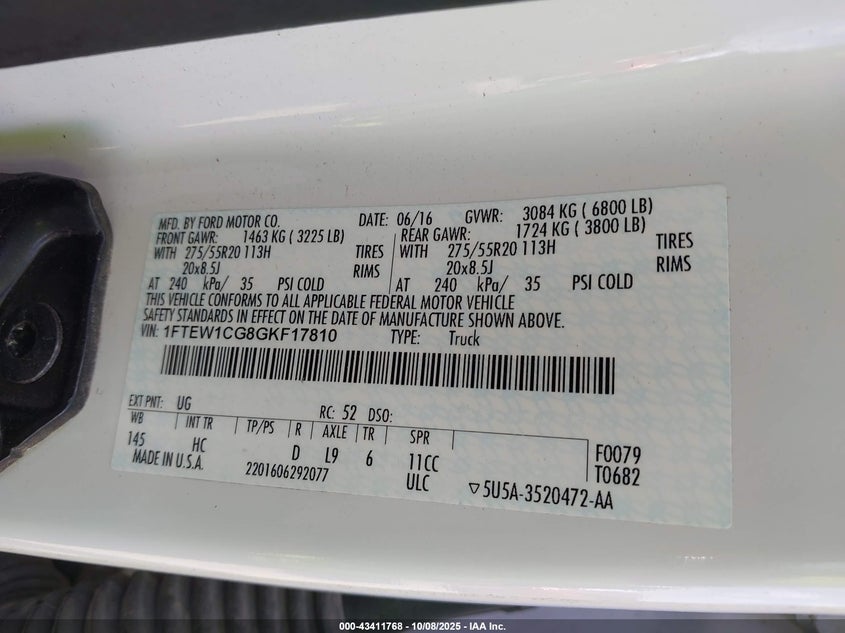 MFD. BY FORD MOTOR CO. DATE: 06/16 GVWR: 3084 KG ( 6800 LB)
FRONT GAWR: 1463 KG ( 3225 LB) REAR GAWR: 1724 KG ( 3800 LB)
WITH 275/55R20 113H TIRES WITH 275/55R20 113H TIRES
20x8.5J RIMS 20x8.5J RIMS
AT 240 kPa/ 35 PSI COLD AT 240 kPa/ 35 PSI COLD
THIS VEHICLE CONFORMS TO ALL APPLICABLE FEDERAL MOTOR VEHICLE
SAFETY STANDARDS IN EFFECT ON THE DATE OF MANUFACTURE SHOWN ABOVE.
VIN: 1FTEW1CG8GKF17810 TYPE: Truck
EXT PNT: UG RC: 52 DSO:
WB INT TR TP/PS R AXLE TR SPR
145 HC D L9 6 11CC F0079
MADE IN U.S.A. 2201606292077 ULC ▽5U5A-3520472-AA T0682
000-43411768 - 10/08/2025 - IAA Inc.